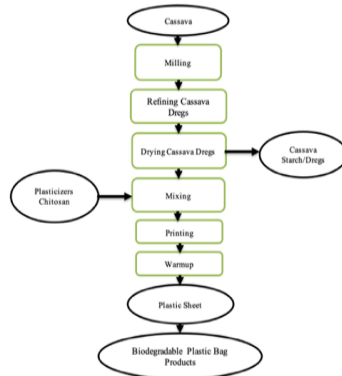 Cassava
Milling
Refining Cassava
Dregs
Drying Cassava Dregs
Cassava
Starch/Dregs
Plasticizers
Chitosan
Mixing
Printing
Warmup
Plastic Sheet
Biodegradable Plastic Bag
Products